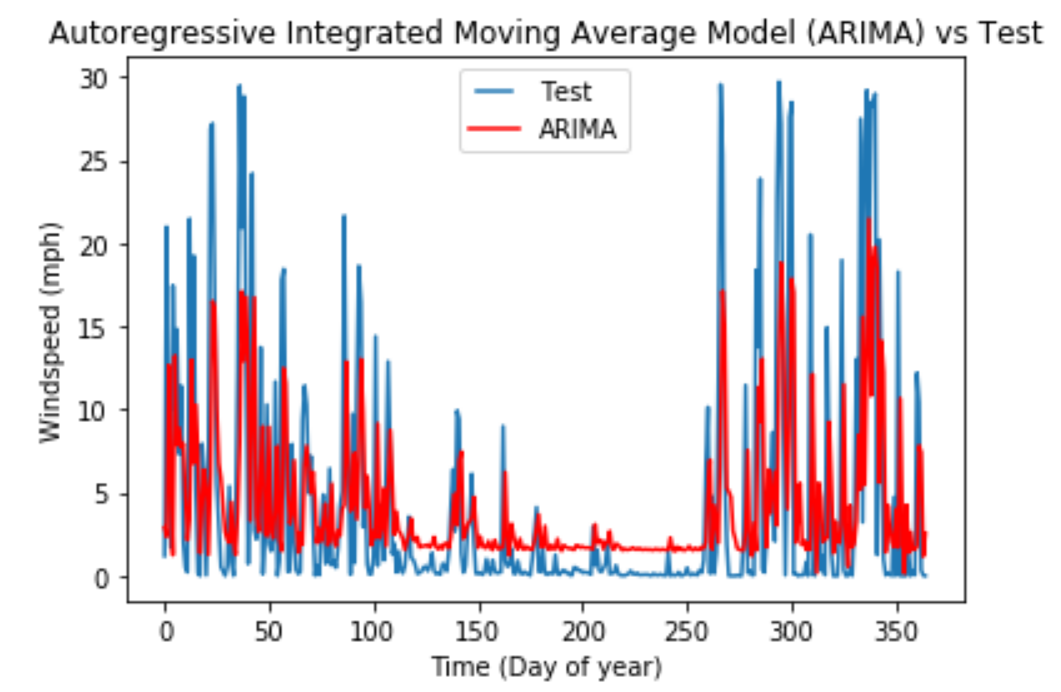 Autoregressive Integrated Moving Average Model (ARIMA) vs Test
Test
ARIMA
30
25
20
15
10
5
0
Windspeed (mph)
0 50 100 150 200 250 300 350
Time (Day of year)